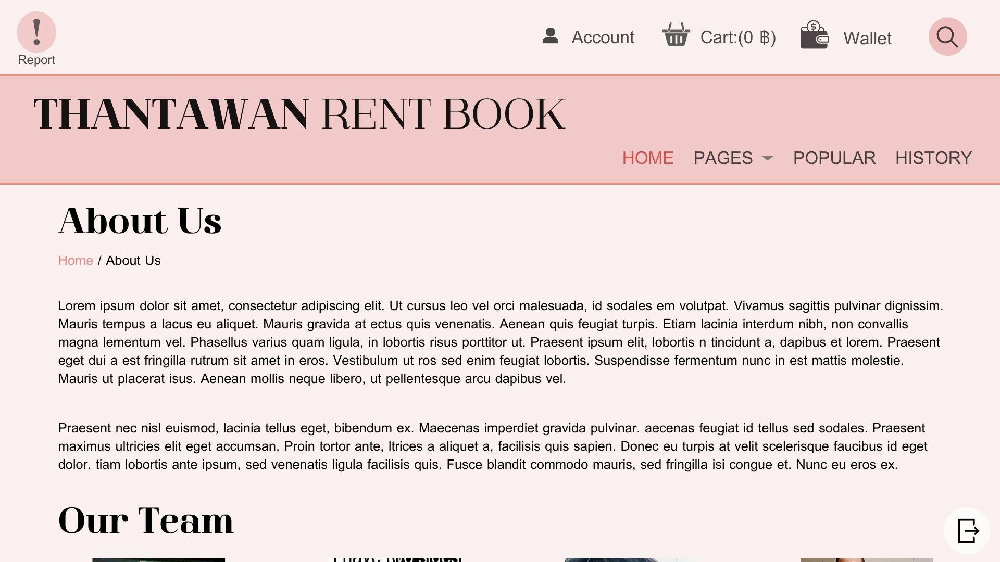 Report
Account
Cart:(0 ฿)
Wallet
THANTAWAN RENT BOOK
HOME
PAGES
POPULAR
HISTORY
About Us
Home / About Us
Lorem ipsum dolor sit amet, consectetur adipiscing elit. Ut cursus leo vel orci malesuada, id sodales em volutpat. Vivamus sagittis pulvinar dignissim.
Mauris tempus a lacus eu aliquet. Mauris gravida at ectus quis venenatis. Aenean quis feugiat turpis. Etiam lacinia interdum nibh, non convallis
magna lementum vel. Phasellus varius quam ligula, in lobortis risus porttitor ut. Praesent ipsum elit, lobortis n tincidunt a, dapibus et lorem. Praesent
eget dui a est fringilla rutrum sit amet in eros. Vestibulum ut ros sed enim feugiat lobortis. Suspendisse fermentum nunc in est mattis molestie.
Mauris ut placerat isus. Aenean mollis neque libero, ut pellentesque arcu dapibus vel.
Praesent nec nisl euismod, lacinia tellus eget, bibendum ex. Maecenas imperdiet gravida pulvinar. aecenas feugiat id tellus sed sodales. Praesent
maximus ultricies elit eget accumsan. Proin tortor ante, ltrices a aliquet a, facilisis quis sapien. Donec eu turpis at velit scelerisque faucibus id eget
dolor. tiam lobortis ante ipsum, sed venenatis ligula facilisis quis. Fusce blandit commodo mauris, sed fringilla isi congue et. Nunc eu eros ex.
Our Team